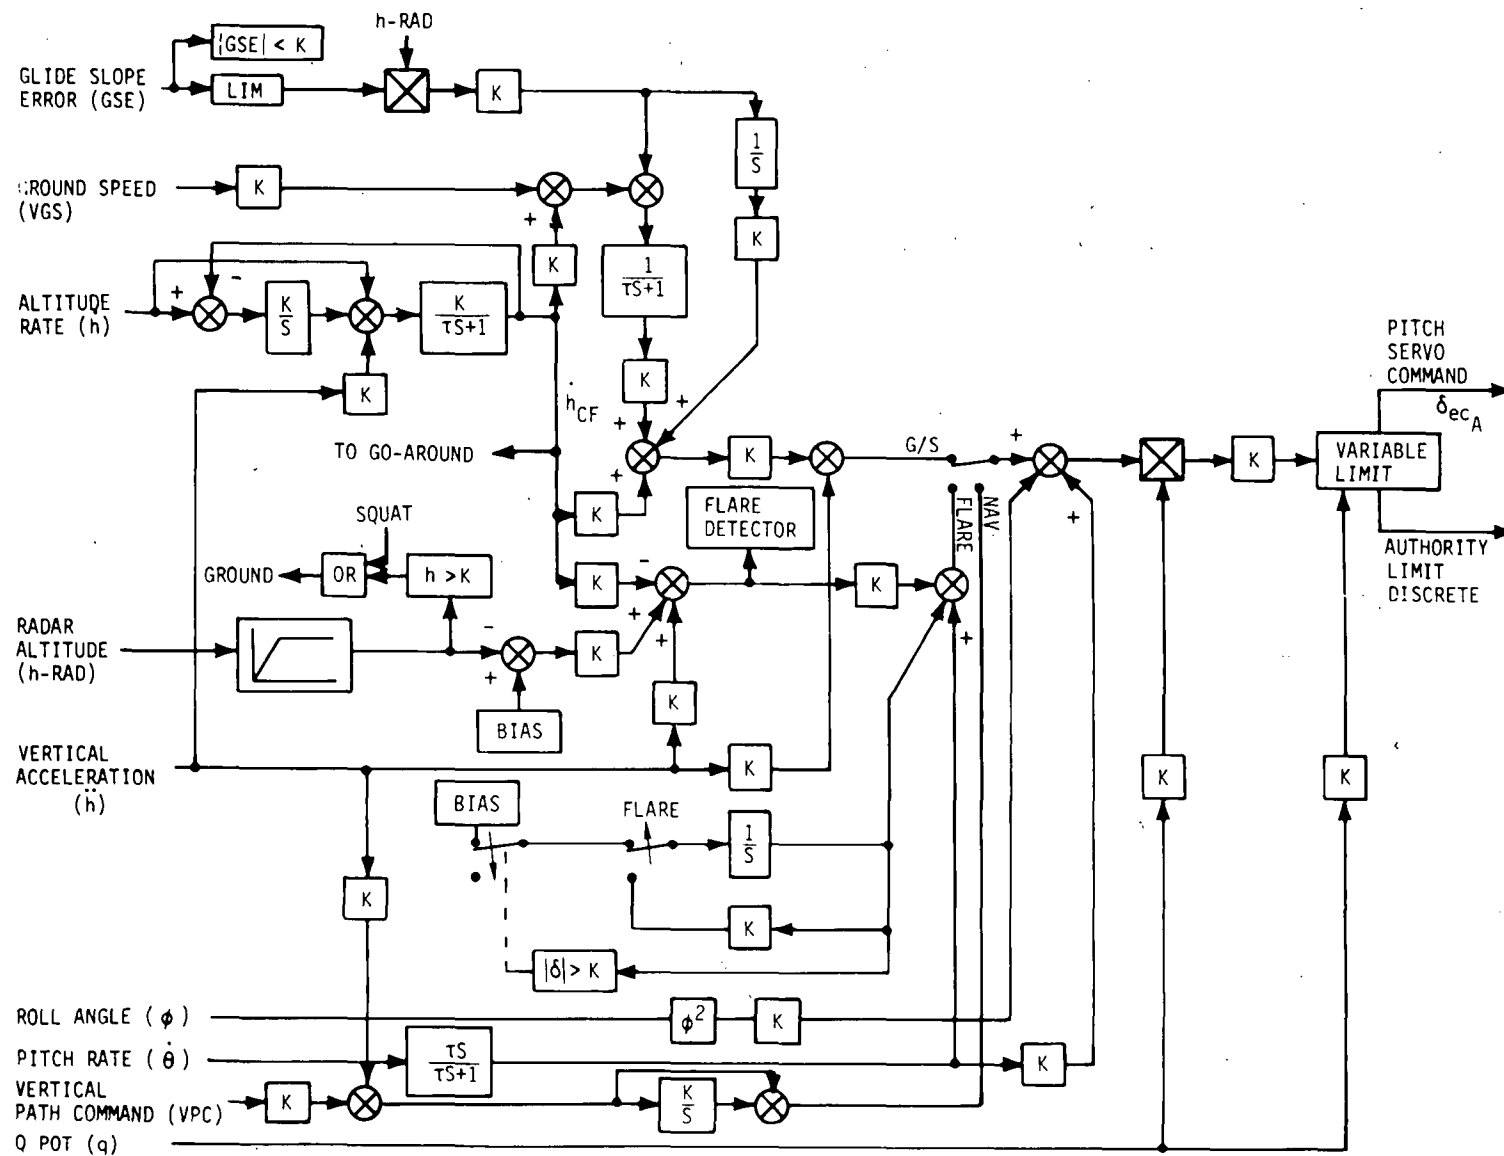 h-RAD
|GSE| < K
GLIDE SLOPE
ERROR (GSE)
LIM
K
1
S
GROUND SPEED
(VGS)
K
+
K
K
1
τS+1
ALTITUDE
RATE (ḣ)
+
-
K
S
K
τS+1
K
K
ḣCF
+
+
+
TO GO-AROUND
K
K
G/S
+
+
K
VARIABLE
LIMIT
PITCH
SERVO
COMMAND
δecA
AUTHORITY
LIMIT
DISCRETE
FLARE
DETECTOR
FLARE
NAV
SQUAT
GROUND
OR
h > K
K
-
+
+
K
+
RADAR
ALTITUDE
(h-RAD)
-
+
K
BIAS
K
VERTICAL
ACCELERATION
(ḧ)
K
K
K
BIAS
FLARE
1
S
K
K
|δ| > K
ROLL ANGLE (φ)
φ2
K
PITCH RATE (θ̇)
τS
τS+1
K
VERTICAL
PATH COMMAND (VPC)
K
K
S
Q POT (q)